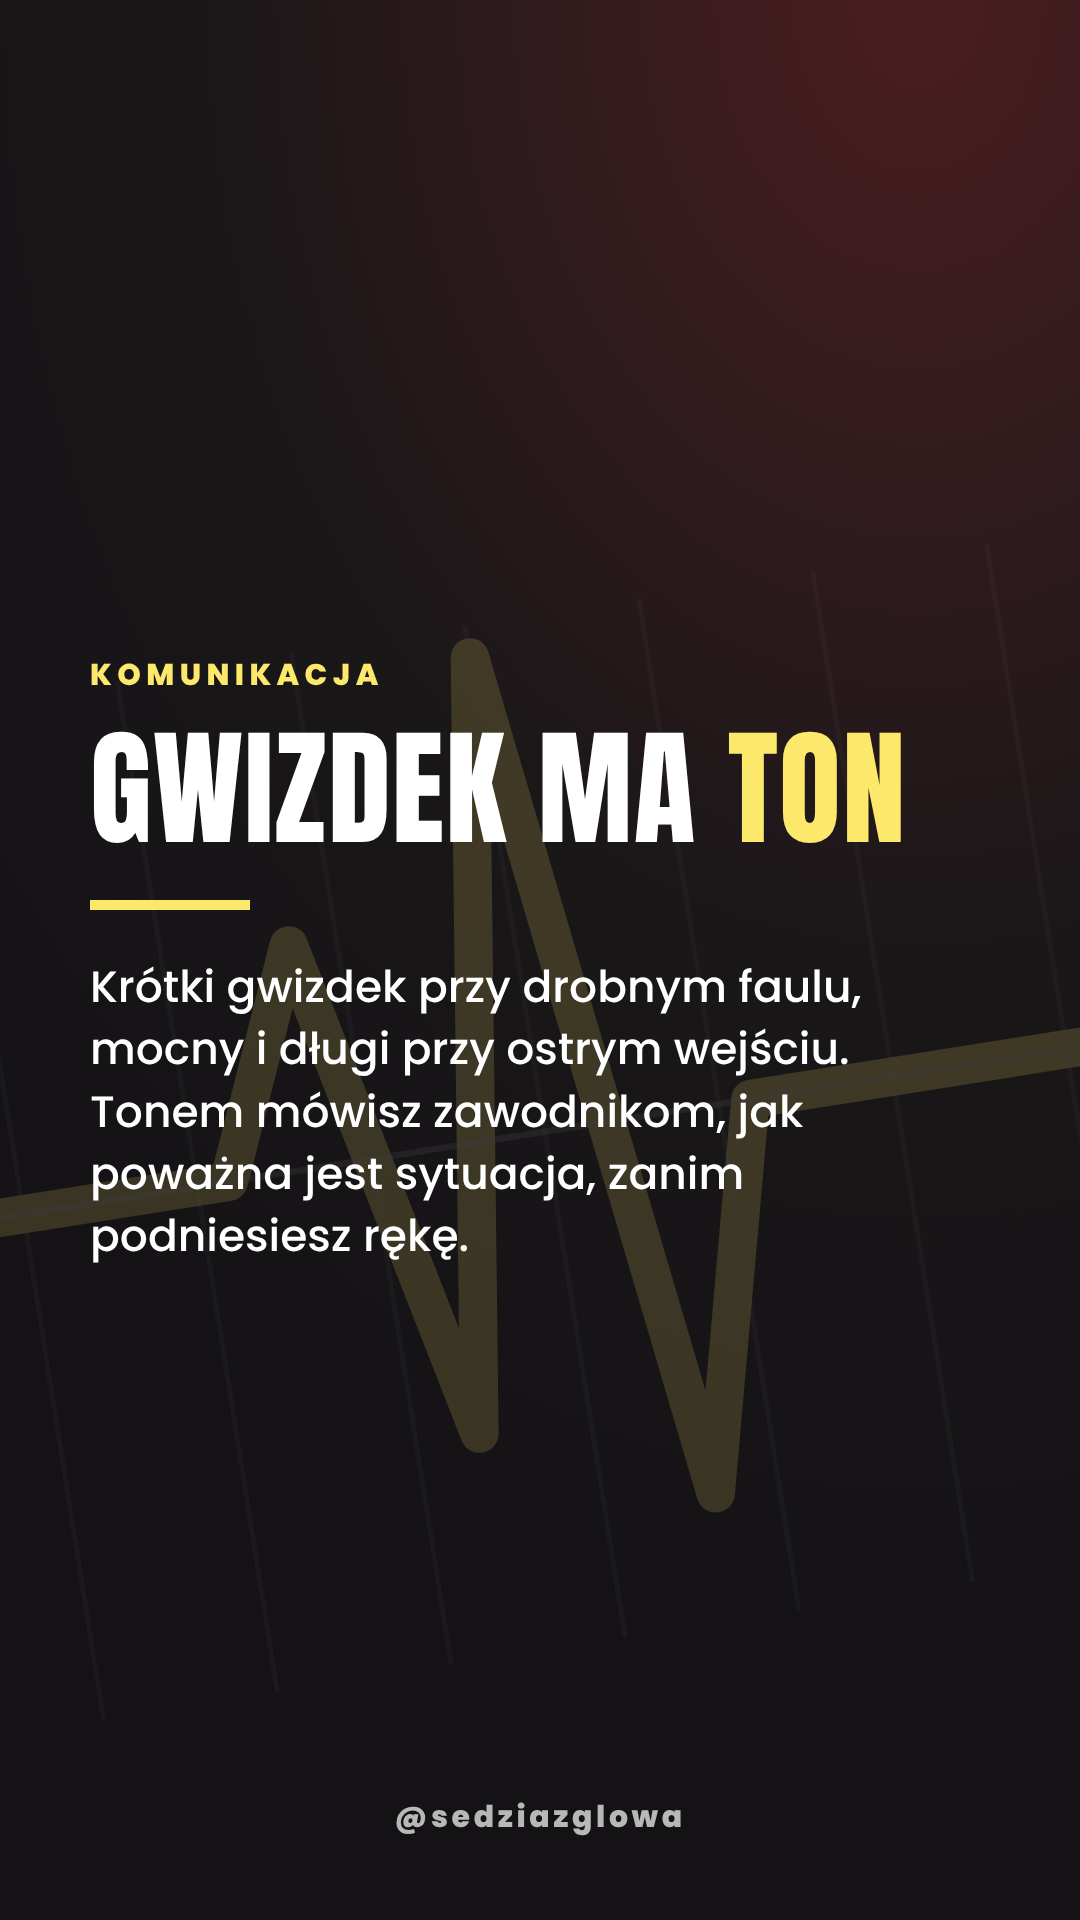 KOMUNIKACJA
GWIZDEK MA TON
Krótki gwizdek przy drobnym faulu,
mocny i długi przy ostrym wejściu.
Tonem mówisz zawodnikom, jak
poważna jest sytuacja, zanim
podniesiesz rękę.
@sedziazglowa